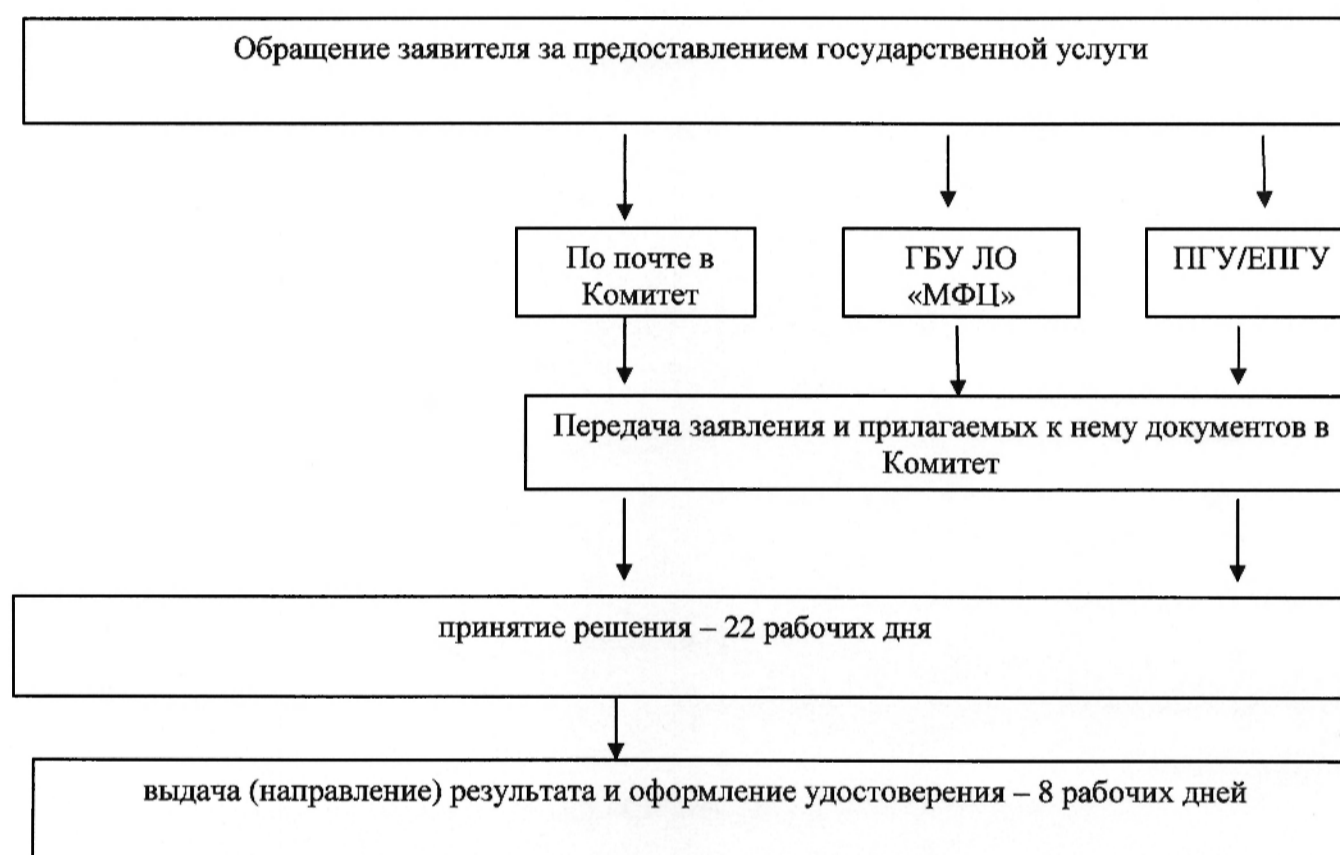 Обращение заявителя за предоставлением государственной услуги
По почте в
Комитет
ГБУ ЛО
«МФЦ»
ПГУ/ЕПГУ
Передача заявления и прилагаемых к нему документов в
Комитет
принятие решения – 22 рабочих дня
выдача (направление) результата и оформление удостоверения – 8 рабочих дней